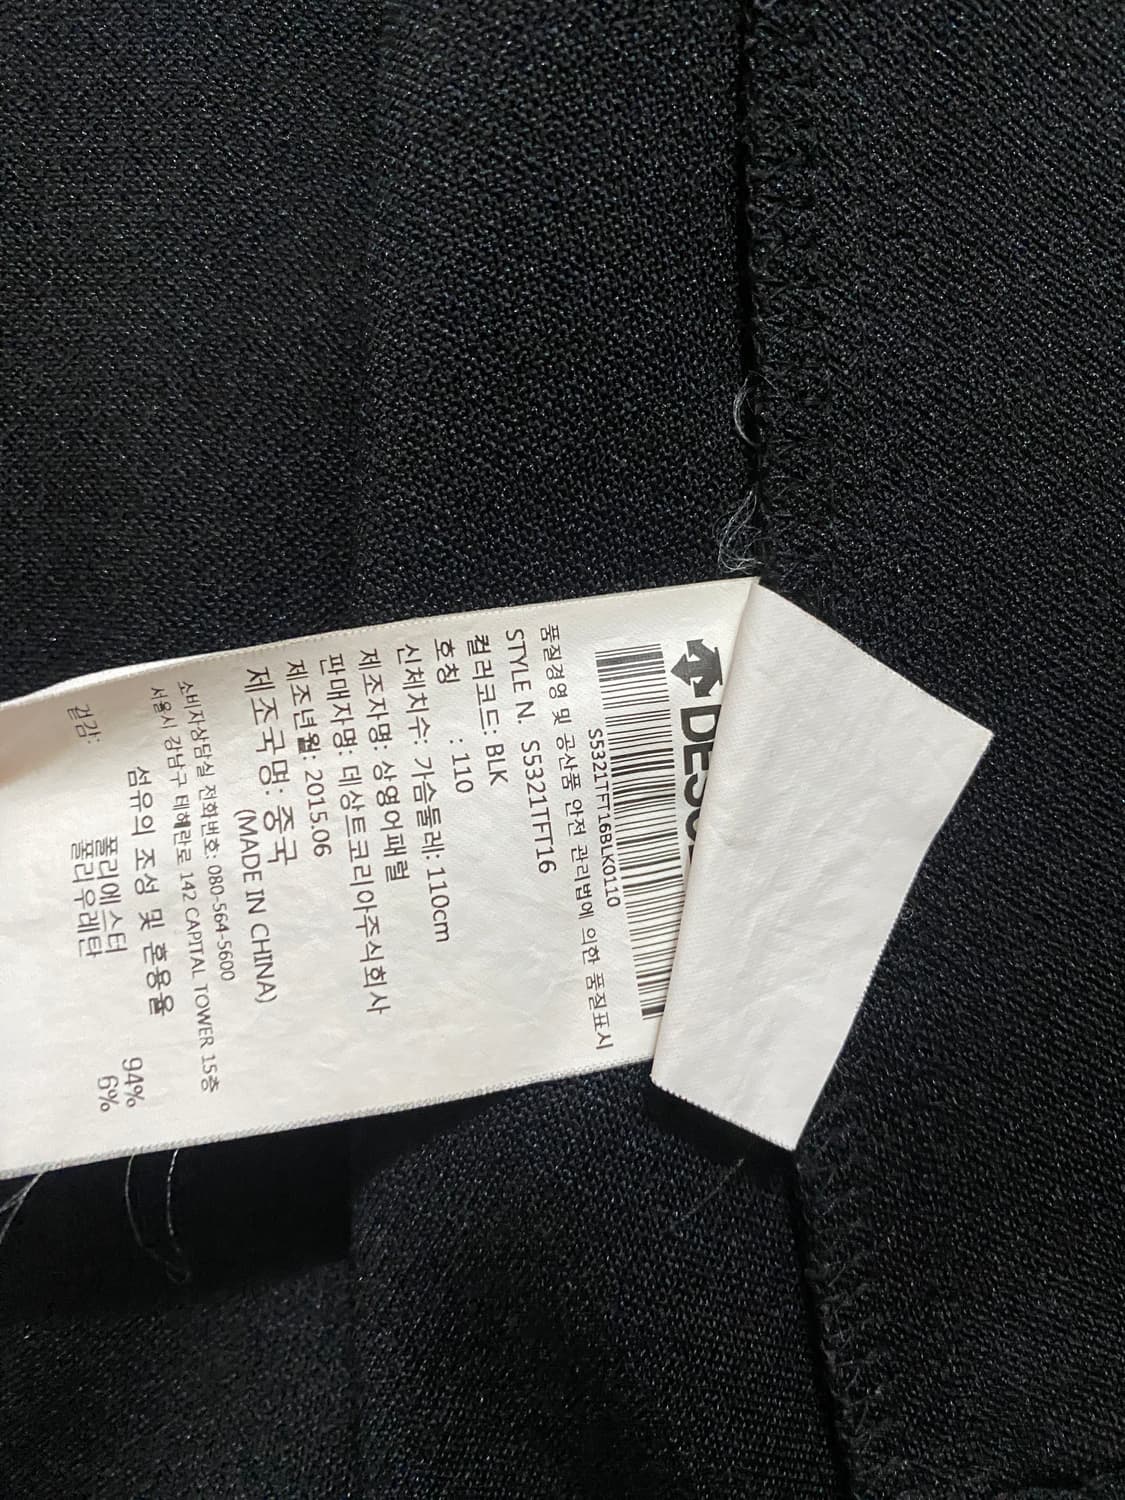 DES
S5321TFT16BLK0110
품질경영 및 공산품 안전 관리법에 의한 품질표시
STYLE N. S5321TFT16
컬러코드: BLK
호칭 : 110
신체치수: 가슴둘레: 110cm
제조자명: 상영어패럴
판매자명: 데상트코리아주식회사
제조년월: 2015.06
제조국명: 중국
(MADE IN CHINA)
소비자상담실 전화번호: 080-564-5600
서울시 강남구 테헤란로 142 CAPITAL TOWER 15층
섬유의 조성 및 혼용율
겉감: 폴리에스터 94%
폴리우레탄 6%